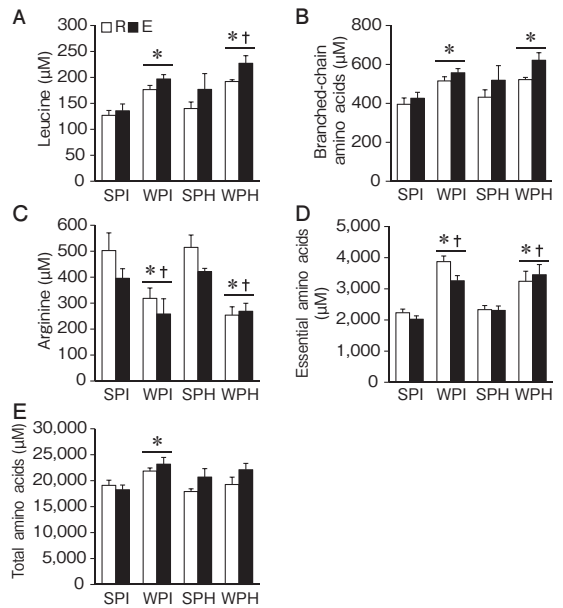 A
R E
Leucine (μM)
300
250
200
150
100
50
0
*
* †
SPI WPI SPH WPH
B
Branched-chain
amino acids (μM)
800
600
400
200
0
*
*
SPI WPI SPH WPH
C
Arginine (μM)
600
500
400
300
200
100
0
* †
* †
SPI WPI SPH WPH
D
Essential amino acids
(μM)
5,000
4,000
3,000
2,000
1,000
0
* †
* †
SPI WPI SPH WPH
E
Total amino acids (μM)
30,000
25,000
20,000
15,000
10,000
5,000
0
*
SPI WPI SPH WPH